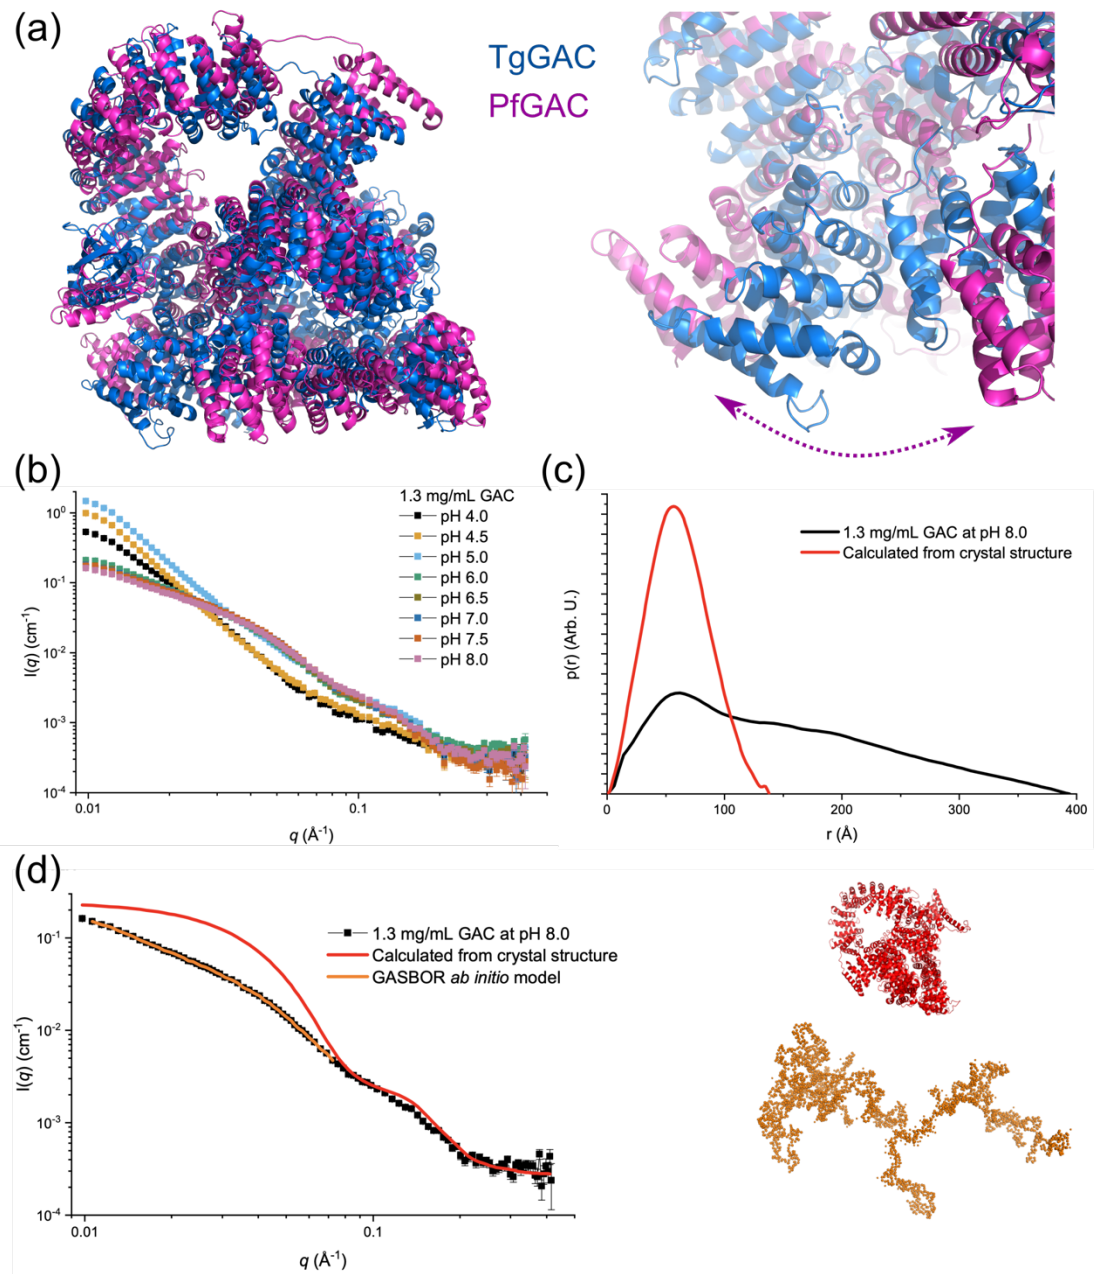 (a)
TgGAC
PfGAC
(b)
1.3 mg/mL GAC
pH 4.0
pH 4.5
pH 5.0
pH 6.0
pH 6.5
pH 7.0
pH 7.5
pH 8.0
I(q) (cm⁻¹)
10⁰
10⁻¹
10⁻²
10⁻³
10⁻⁴
0.01
0.1
q (Å⁻¹)
(c)
1.3 mg/mL GAC at pH 8.0
Calculated from crystal structure
p(r) (Arb. U.)
0
100
200
300
400
r (Å)
(d)
1.3 mg/mL GAC at pH 8.0
Calculated from crystal structure
GASBOR ab initio model
I(q) (cm⁻¹)
10⁻¹
10⁻²
10⁻³
10⁻⁴
0.01
0.1
q (Å⁻¹)